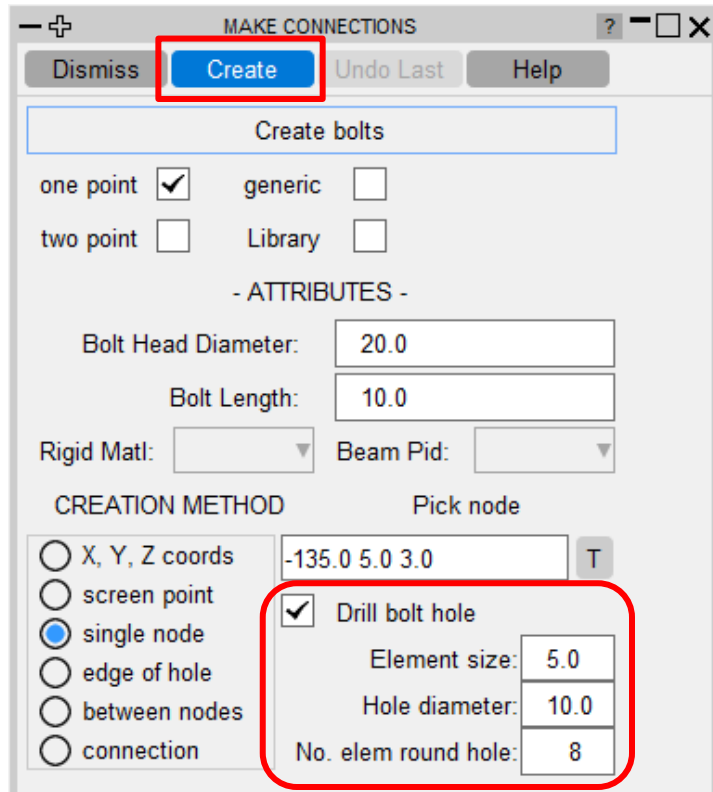 MAKE CONNECTIONS ?
Dismiss Create Undo Last Help
Create bolts
one point generic
two point Library
- ATTRIBUTES -
Bolt Head Diameter: 20.0
Bolt Length: 10.0
Rigid Matl: Beam Pid:
CREATION METHOD Pick node
X, Y, Z coords -135.0 5.0 3.0 T
screen point Drill bolt hole
single node Element size: 5.0
edge of hole Hole diameter: 10.0
between nodes
connection No. elem round hole: 8